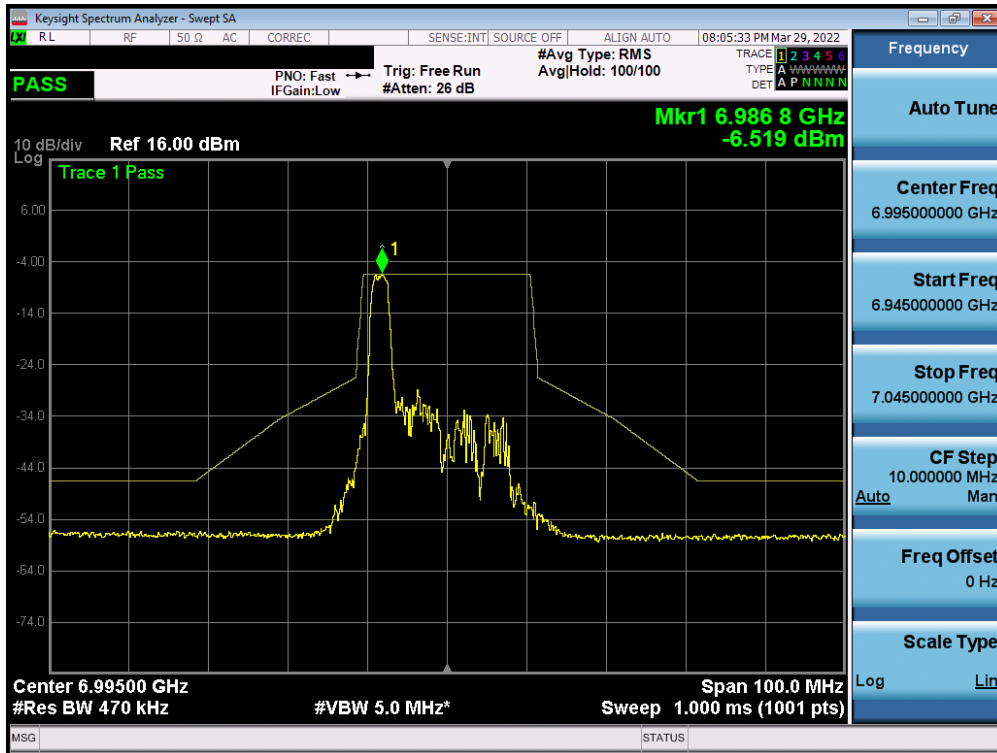 Keysight Spectrum Analyzer - Swept SA
LXI RL RF 50 Ω AC CORREC SENSE:INT SOURCE OFF ALIGN AUTO 08:05:33 PM Mar 29, 2022
PASS
PNO: Fast
IFGain:Low
Trig: Free Run
#Atten: 26 dB
#Avg Type: RMS
Avg|Hold: 100/100
TRACE 1 2 3 4 5 6
TYPE A WWWWW
DET A P N N N N
Mkr1 6.986 8 GHz
-6.519 dBm
10 dB/div Ref 16.00 dBm
Log
Trace 1 Pass
1
6.00
-4.00
-14.0
-24.0
-34.0
-44.0
-54.0
-64.0
-74.0
Center 6.99500 GHz Span 100.0 MHz
#Res BW 470 kHz #VBW 5.0 MHz* Sweep 1.000 ms (1001 pts)
MSG STATUS
Frequency
Auto Tune
Center Freq
6.995000000 GHz
Start Freq
6.945000000 GHz
Stop Freq
7.045000000 GHz
CF Step
10.000000 MHz
Auto Man
Freq Offset
0 Hz
Scale Type
Log Lin